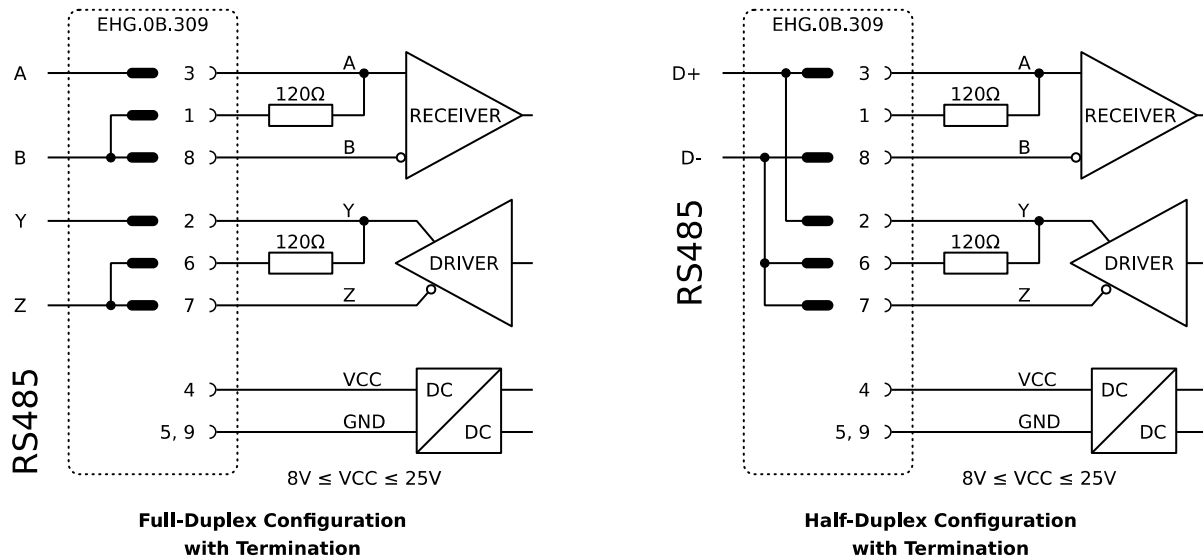 EHG.0B.309
A 3 A
120Ω
1 RECEIVER
B 8 B
Y 2 Y
120Ω
6 DRIVER
Z 7 Z
RS485
4 VCC DC
5, 9 GND DC
8V ≤ VCC ≤ 25V
Full-Duplex Configuration
with Termination
EHG.0B.309
D+ 3 A
120Ω
1 RECEIVER
D- 8 B
RS485
2 Y
120Ω
6 DRIVER
7 Z
4 VCC DC
5, 9 GND DC
8V ≤ VCC ≤ 25V
Half-Duplex Configuration
with Termination